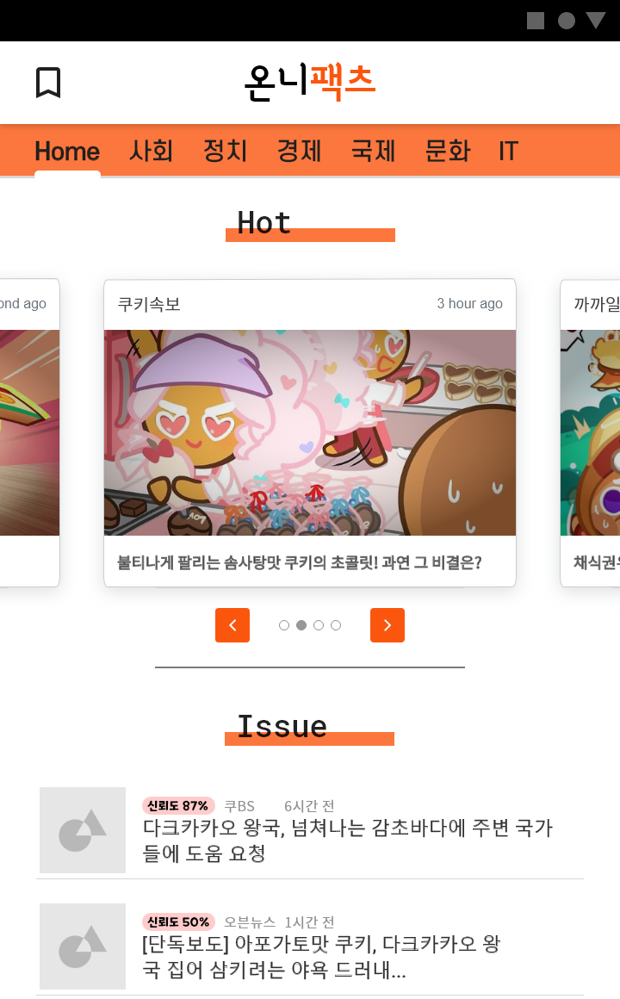 온니팩츠
Home 사회 정치 경제 국제 문화 IT
Hot
ond ago
쿠키속보 3 hour ago
까까일
불티나게 팔리는 솜사탕맛 쿠키의 초콜릿! 과연 그 비결은?
채식권
Issue
신뢰도 87% 쿠BS 6시간 전
다크카카오 왕국, 넘쳐나는 감초바다에 주변 국가
들에 도움 요청
신뢰도 50% 오븐뉴스 1시간 전
[단독보도] 아포가토맛 쿠키, 다크카카오 왕
국 집어 삼키려는 야욕 드러내...